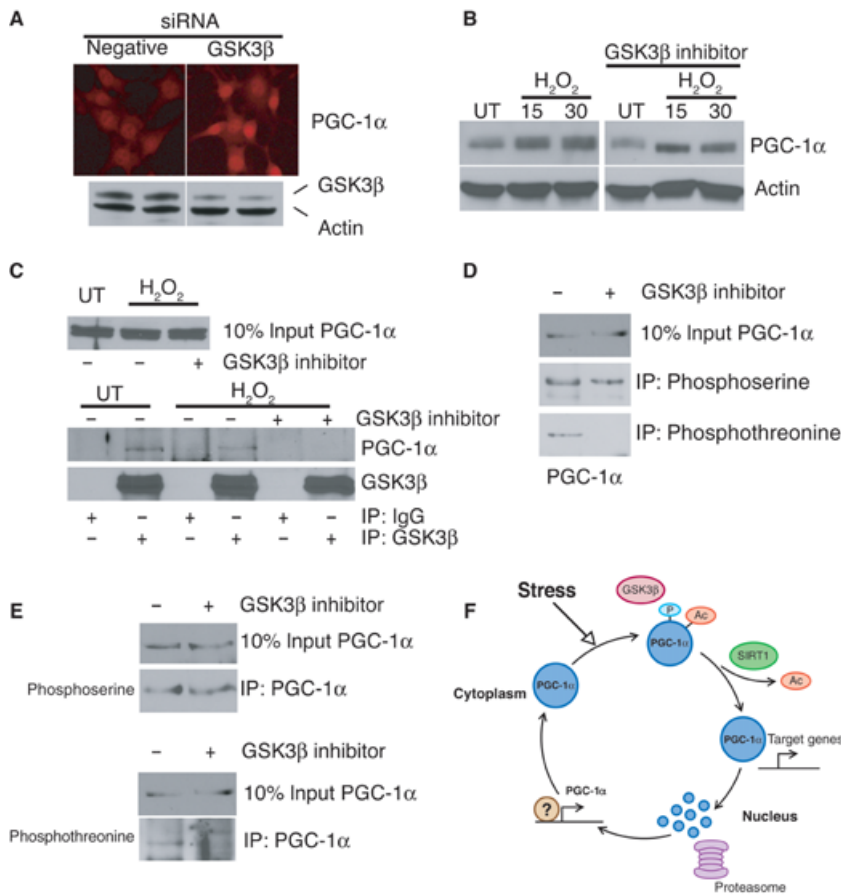 A
siRNA
Negative GSK3β
PGC-1α
GSK3β
Actin
B
GSK3β inhibitor
H₂O₂ H₂O₂
UT 15 30 UT 15 30
PGC-1α
Actin
C
UT H₂O₂
10% Input PGC-1α
– – + GSK3β inhibitor
UT H₂O₂
– – – – + + GSK3β inhibitor
PGC-1α
GSK3β
+ – + – + – IP: IgG
– + – + – + IP: GSK3β
D
– + GSK3β inhibitor
10% Input PGC-1α
IP: Phosphoserine
IP: Phosphothreonine
PGC-1α
E
– + GSK3β inhibitor
10% Input PGC-1α
Phosphoserine IP: PGC-1α
– + GSK3β inhibitor
10% Input PGC-1α
Phosphothreonine IP: PGC-1α
F
Stress
GSK3β
P
Ac
PGC-1α
SIRT1
Ac
Cytoplasm
PGC-1α
PGC-1α
Target genes
? PGC-1α
Nucleus
Proteasome